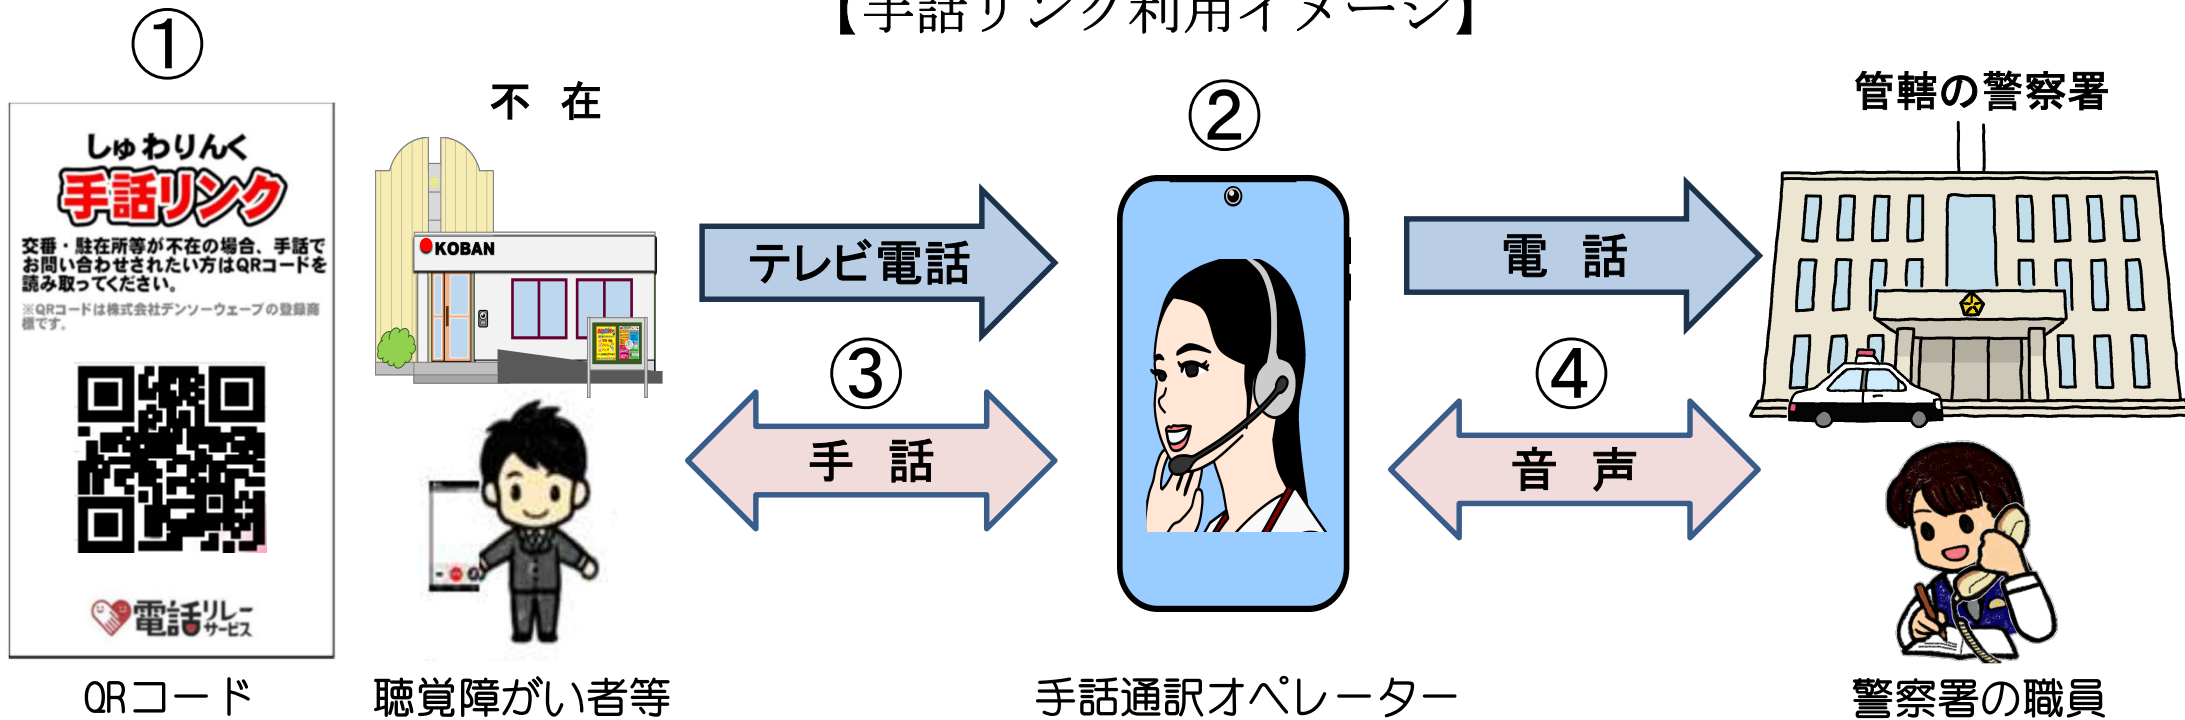 【手話リンク利用イメージ】
①
しゅわりんく
手話リンク
交番・駐在所等が不在の場合、手話で
お問い合わせされたい方はQRコードを
読み取ってください。
※QRコードは株式会社デンソーウェーブの登録商
標です。
電話リレーサービス
QRコード
不 在
KOBAN
聴覚障がい者等
テレビ電話
③
手 話
②
手話通訳オペレーター
電 話
④
音 声
管轄の警察署
警察署の職員